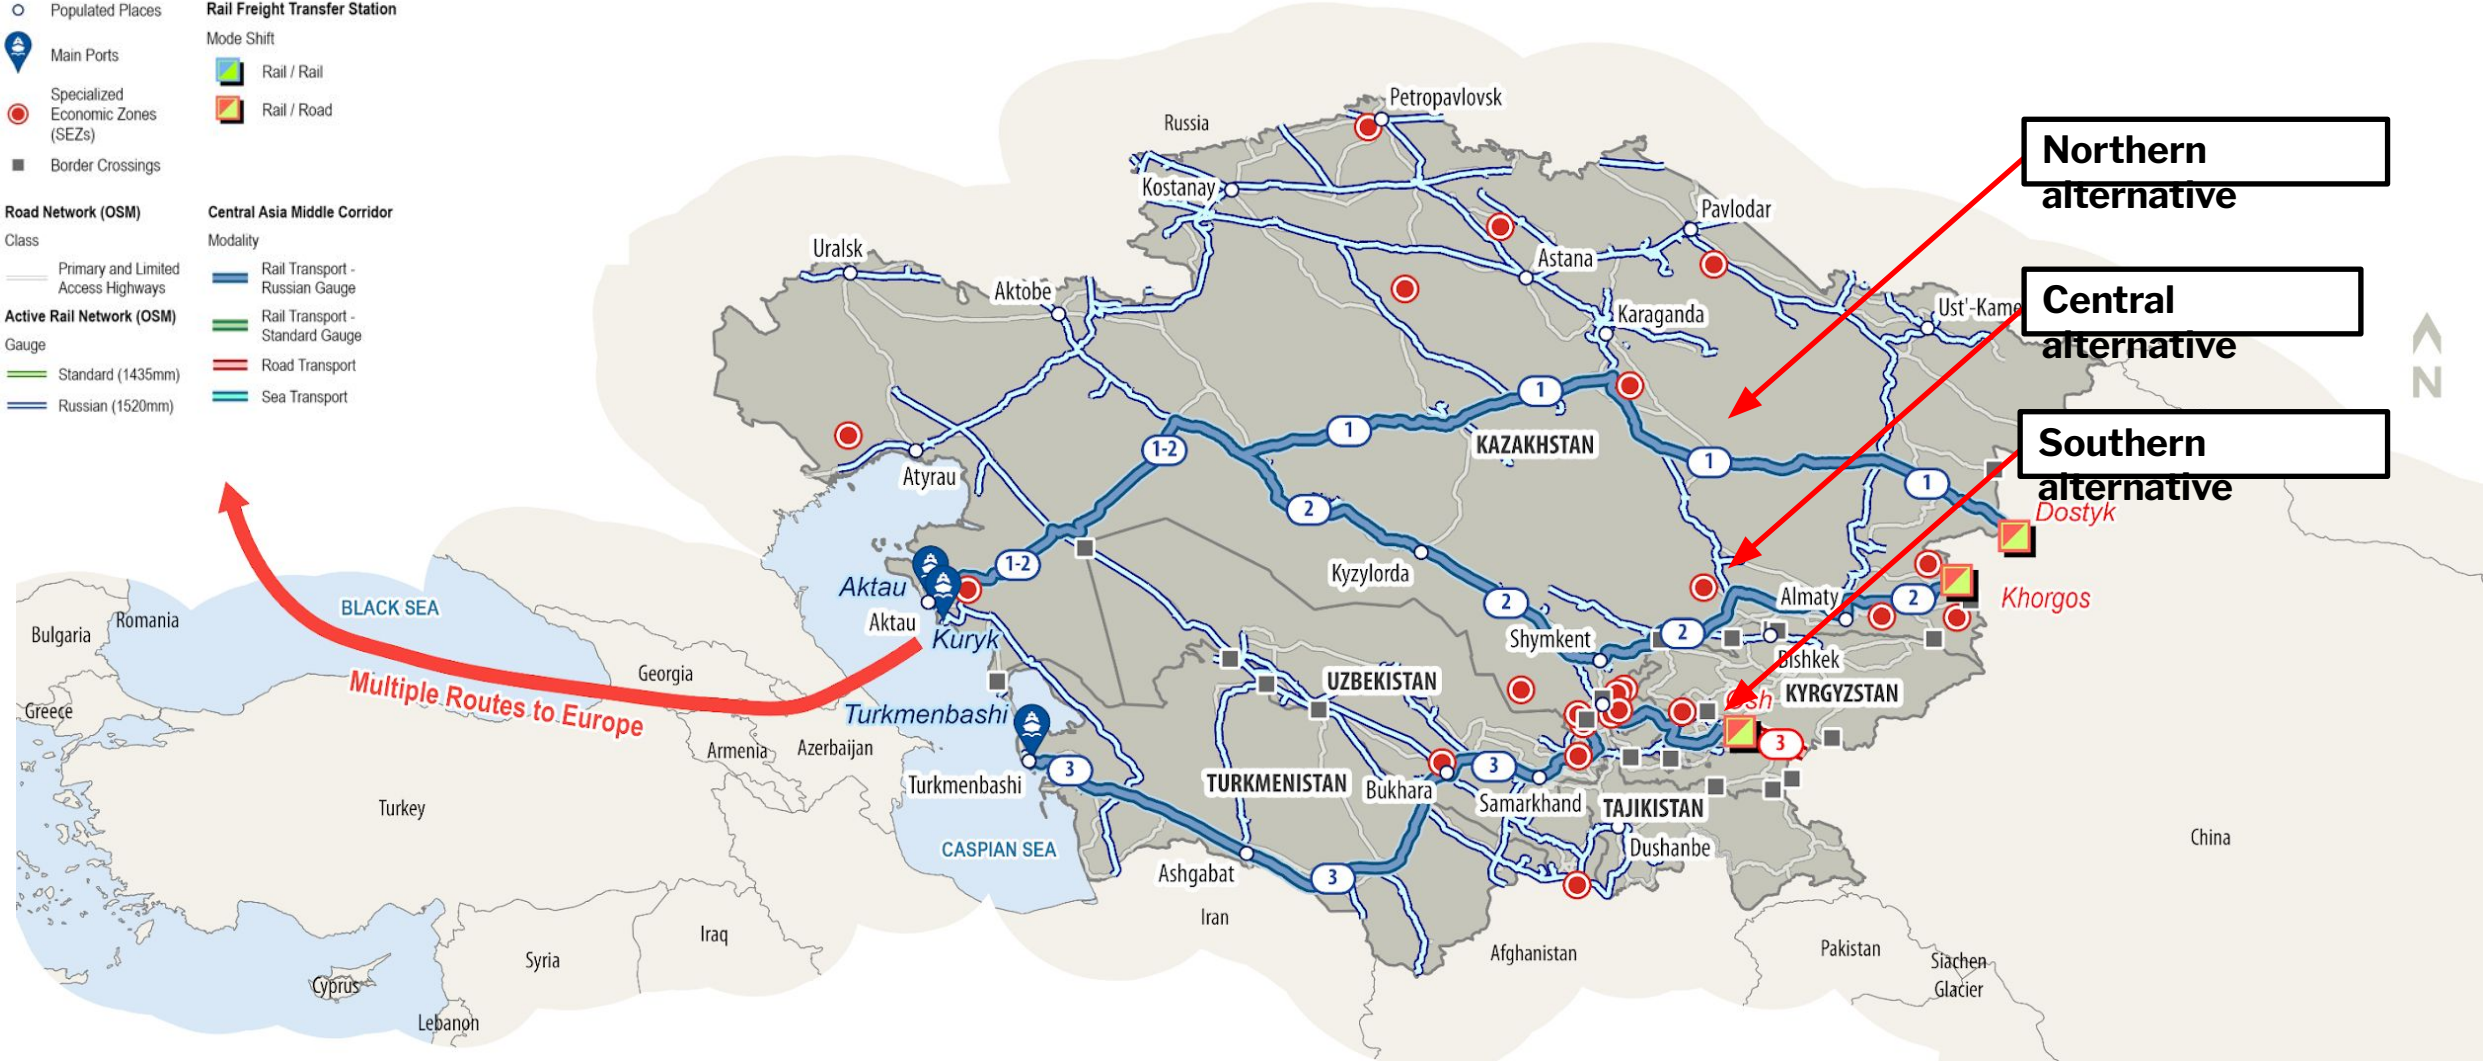 Populated Places
Main Ports
Specialized
Economic Zones
(SEZs)
Border Crossings
Rail Freight Transfer Station
Mode Shift
Rail / Rail
Rail / Road
Road Network (OSM)
Class
Primary and Limited
Access Highways
Active Rail Network (OSM)
Gauge
Standard (1435mm)
Russian (1520mm)
Central Asia Middle Corridor
Modality
Rail Transport -
Russian Gauge
Rail Transport -
Standard Gauge
Road Transport
Sea Transport
Northern
alternative
Central
alternative
Southern
alternative
N
Petropavlovsk
Russia
Kostanay
Pavlodar
Uralsk
Astana
Aktobe
Karaganda
Ust'-Kame
1
1
KAZAKHSTAN
1-2
1
1
Atyrau
Dostyk
2
1-2
Kyzylorda
Aktau
Aktau
Kuryk
2
Almaty
2
Khorgos
BLACK SEA
Romania
Bulgaria
Shymkent
2
Bishkek
Georgia
Multiple Routes to Europe
UZBEKISTAN
KYRGYZSTAN
Osh
Greece
Turkmenbashi
Armenia
Azerbaijan
3
3
3
Turkmenbashi
TURKMENISTAN
Bukhara
Samarkhand
TAJIKISTAN
Turkey
CASPIAN SEA
Dushanbe
China
Ashgabat
3
Iran
Iraq
Syria
Afghanistan
Pakistan
Siachen
Glacier
Cyprus
Lebanon